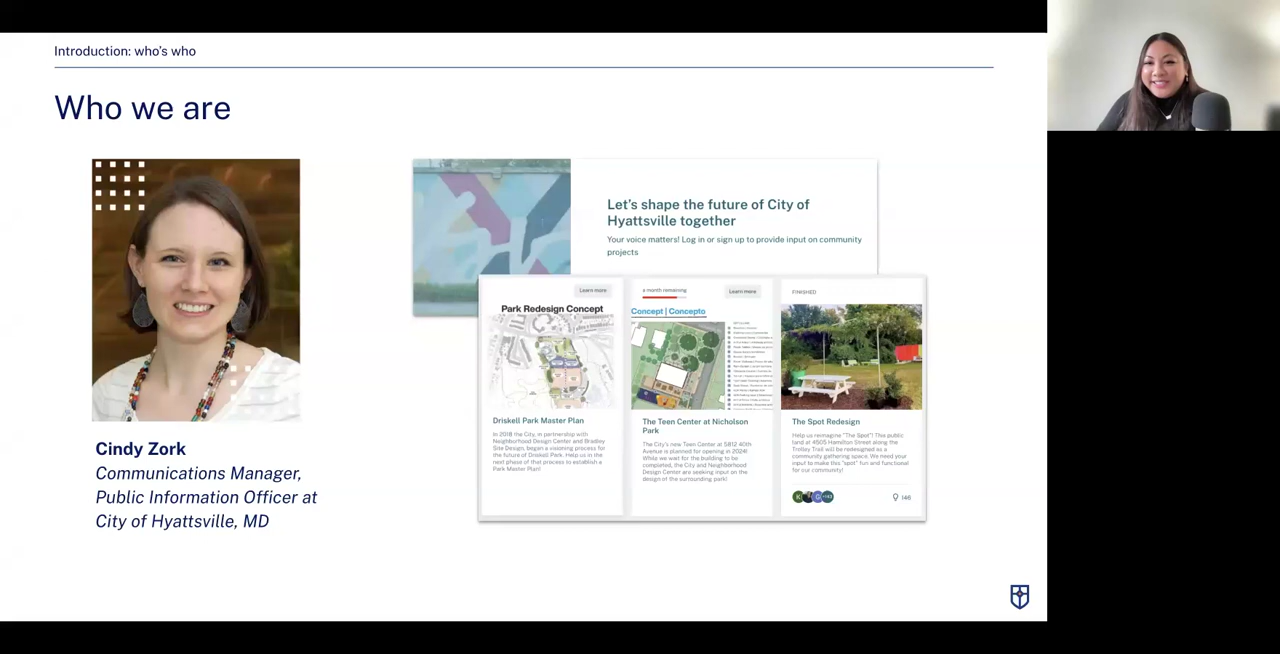 Introduction: who's who
Who we are
Cindy Zork
Communications Manager,
Public Information Officer at
City of Hyattsville, MD
Let's shape the future of City of
Hyattsville together
Your voice matters! Log in or sign up to provide input on community
projects
Learn more
Park Redesign Concept
Driskell Park Master Plan
In 2018 the City, in partnership with
Neighborhood Design Center and Bradley
Site Design, began a visioning process for
the future of Driskell Park. Help us in the
next phase of that process to establish a
Park Master Plan!
a month remaining
Learn more
Concept | Concepto
The Teen Center at Nicholson
Park
The City's new Teen Center at 5812 40th
Avenue is planned for opening in 2024!
While we wait for the building to be
completed, the City and Neighborhood
Design Center are seeking input on the
design of the surrounding park!
FINISHED
The Spot Redesign
Help us reimagine "The Spot"! This public
land at 4505 Hamilton Street along the
Trolley Trail will be redesigned as a
community gathering space. We need your
input to make this "spot" fun and functional
for our community!
K
G
146